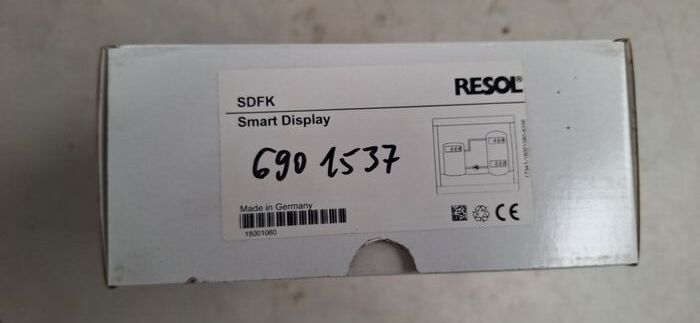 RESOL®
SDFK
Smart Display
690 1537
Made in Germany
18001060